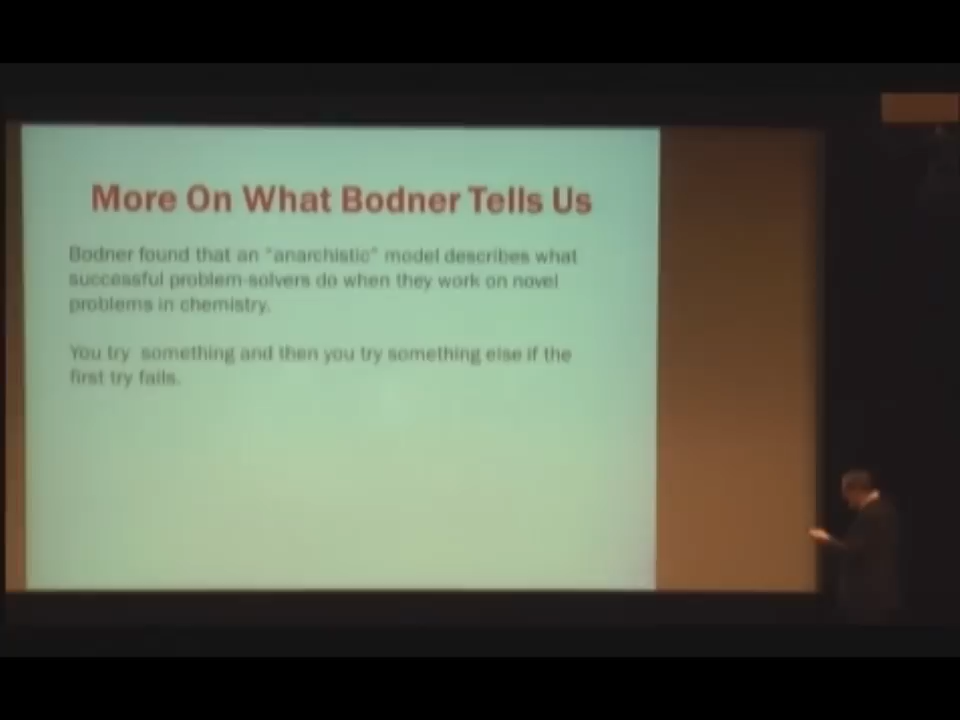 More On What Bodner Tells Us
Bodner found that an "anarchistic" model describes what
successful problem-solvers do when they work on novel
problems in chemistry.
You try something and then you try something else if the
first try fails.